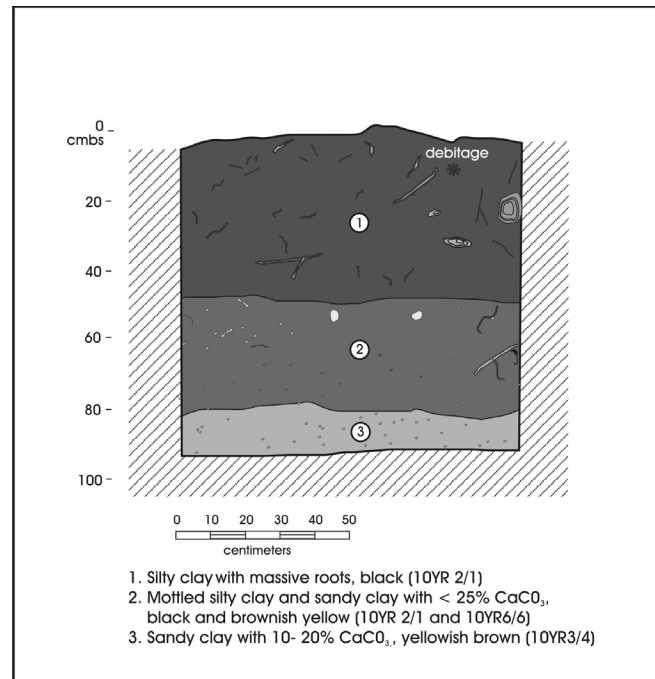 0
cmbs
debitage
20
1
40
60
2
80
3
100
0 10 20 30 40 50
centimeters
1. Silty clay with massive roots, black (10YR 2/1)
2. Mottled silty clay and sandy clay with < 25% CaC0₃,
black and brownish yellow (10YR 2/1 and 10YR6/6)
3. Sandy clay with 10- 20% CaC0₃, yellowish brown (10YR3/4)